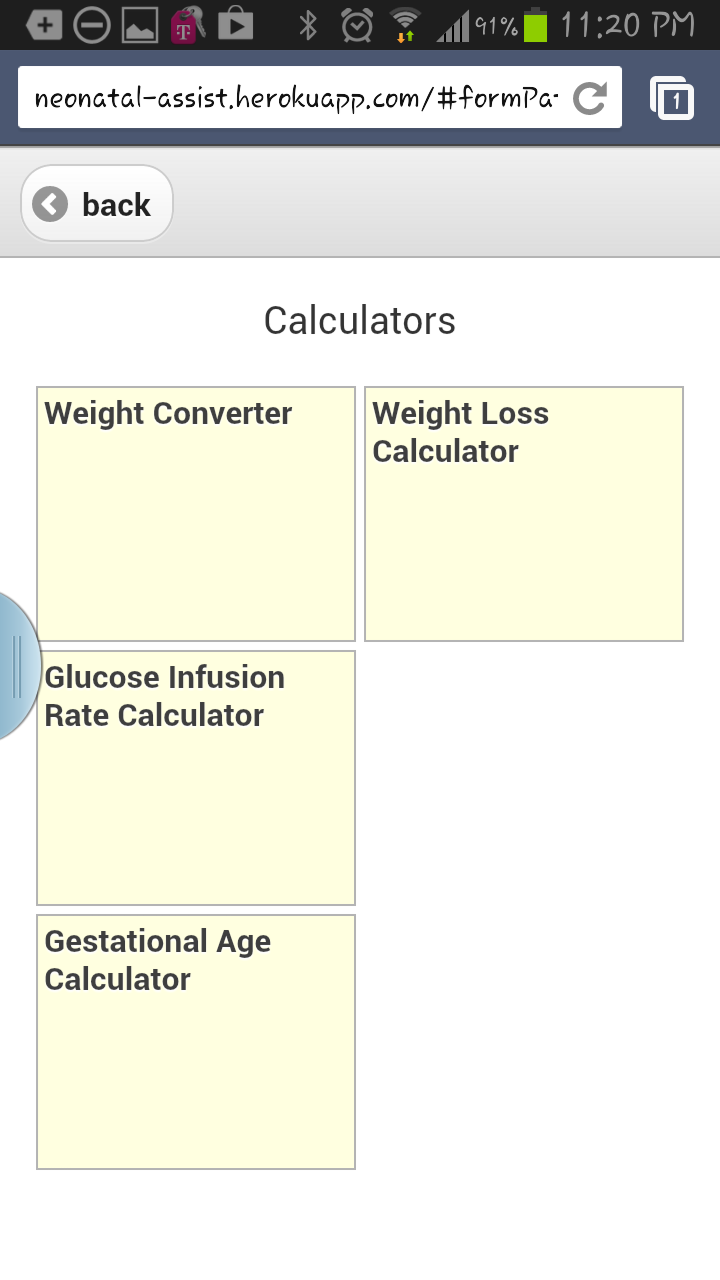 91% 11:20 PM
neonatal-assist.herokuapp.com/#formPa
1
back
Calculators
Weight Converter
Weight Loss
Calculator
Glucose Infusion
Rate Calculator
Gestational Age
Calculator